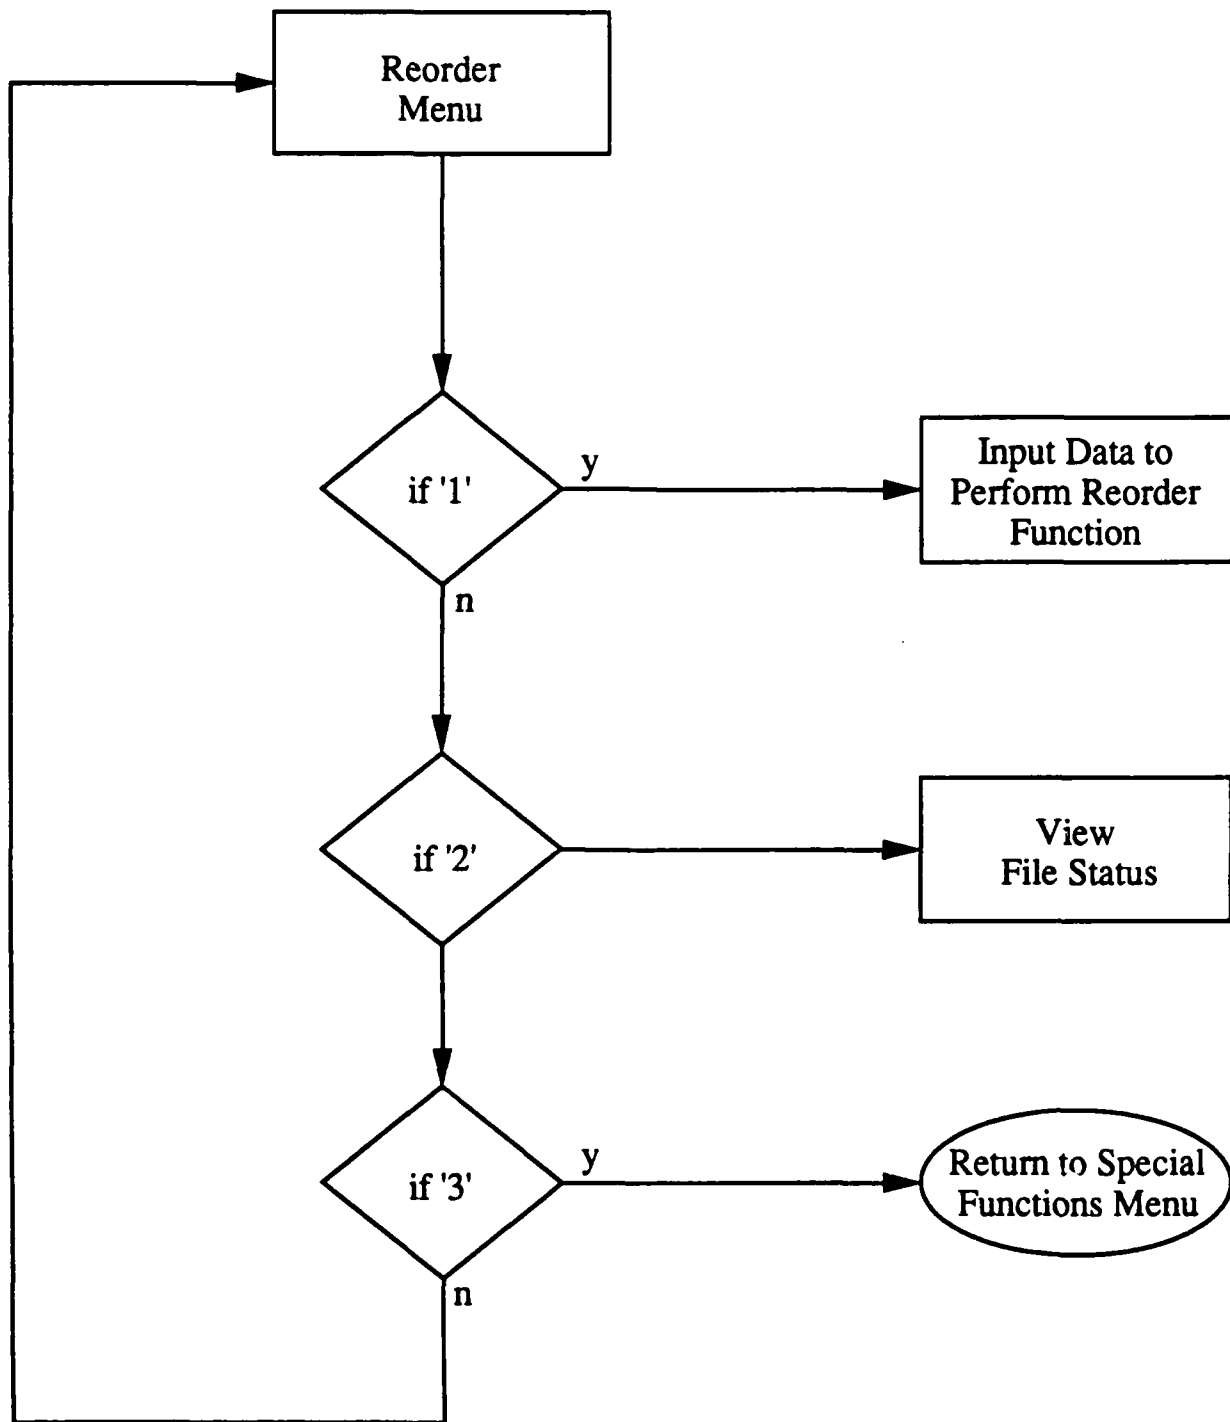 Reorder
Menu
if '1'
y
Input Data to
Perform Reorder
Function
n
if '2'
View
File Status
if '3'
y
Return to Special
Functions Menu
n